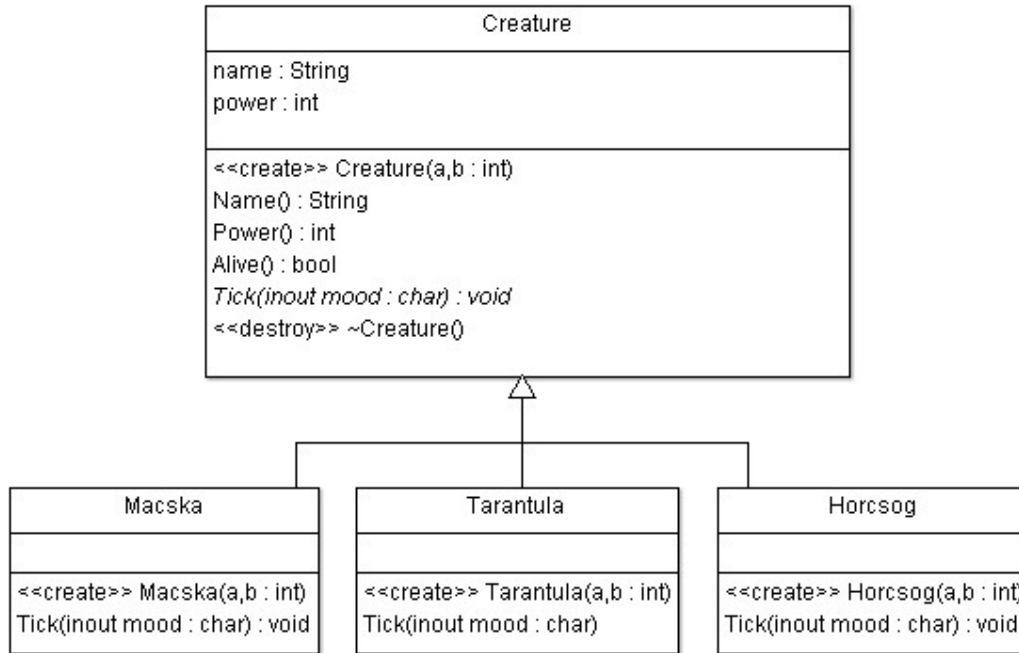 Creature
name : String
power : int
<<create>> Creature(a,b : int)
Name() : String
Power() : int
Alive() : bool
Tick(inout mood : char) : void
<<destroy>> ~Creature()
Macska
<<create>> Macska(a,b : int)
Tick(inout mood : char) : void
Tarantula
<<create>> Tarantula(a,b : int)
Tick(inout mood : char)
Horcsog
<<create>> Horcsog(a,b : int)
Tick(inout mood : char) : void